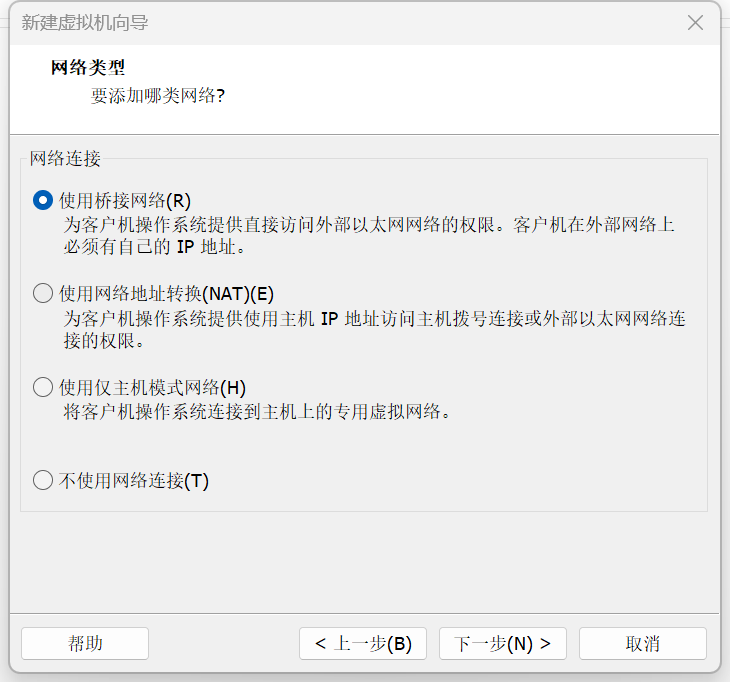 新建虚拟机向导
网络类型
要添加哪类网络?
网络连接
使用桥接网络(R)
为客户机操作系统提供直接访问外部以太网网络的权限。客户机在外部网络上
必须有自己的 IP 地址。
使用网络地址转换(NAT)(E)
为客户机操作系统提供使用主机 IP 地址访问主机拨号连接或外部以太网网络连
接的权限。
使用仅主机模式网络(H)
将客户机操作系统连接到主机上的专用虚拟网络。
不使用网络连接(T)
帮助
< 上一步(B)
下一步(N) >
取消